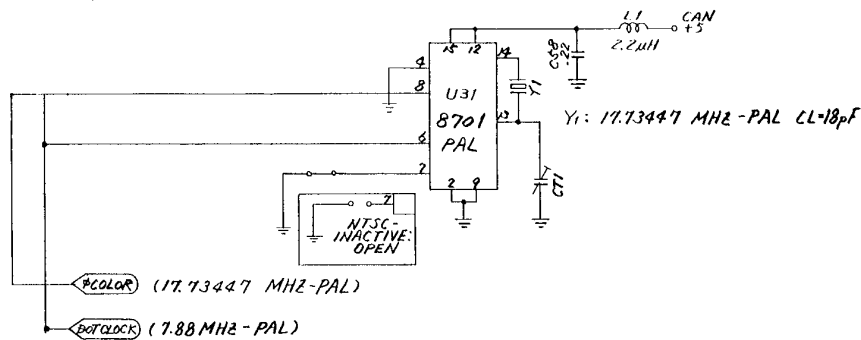 L1
CAN
+5
2.2µH
C58
.22
15
12
14
4
8
U31
8701
PAL
Y1
13
Y1: 17.73447 MHZ-PAL CL=18pF
6
7
CT1
2
9
7
NTSC-
INACTIVE:
OPEN
ØCOLOR (17.73447 MHZ-PAL)
DOTCLOCK (7.88 MHZ-PAL)